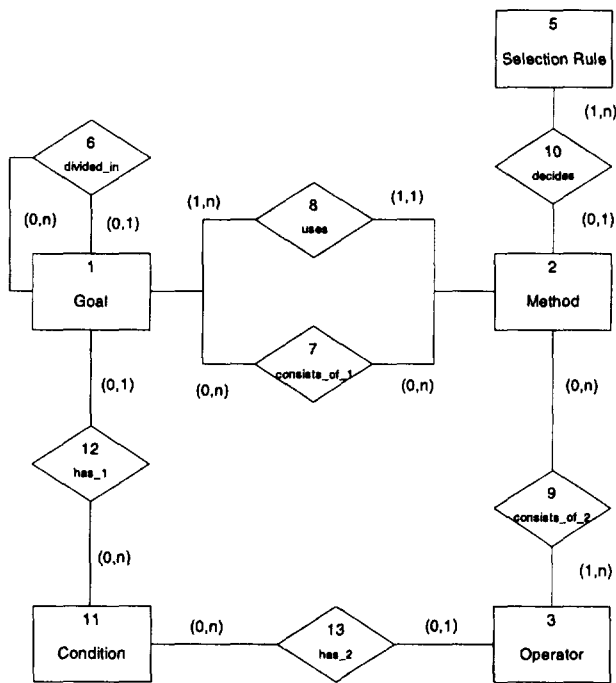 5
Selection Rule
(1,n)
6
divided_in
10
decides
(0,n)
(0,1)
(1,n)
8
uses
(1,1)
(0,1)
1
Goal
2
Method
7
consists_of_1
(0,n)
(0,n)
(0,1)
(0,n)
12
has_1
9
consists_of_2
(0,n)
(1,n)
11
Condition
(0,n)
13
has_2
(0,1)
3
Operator